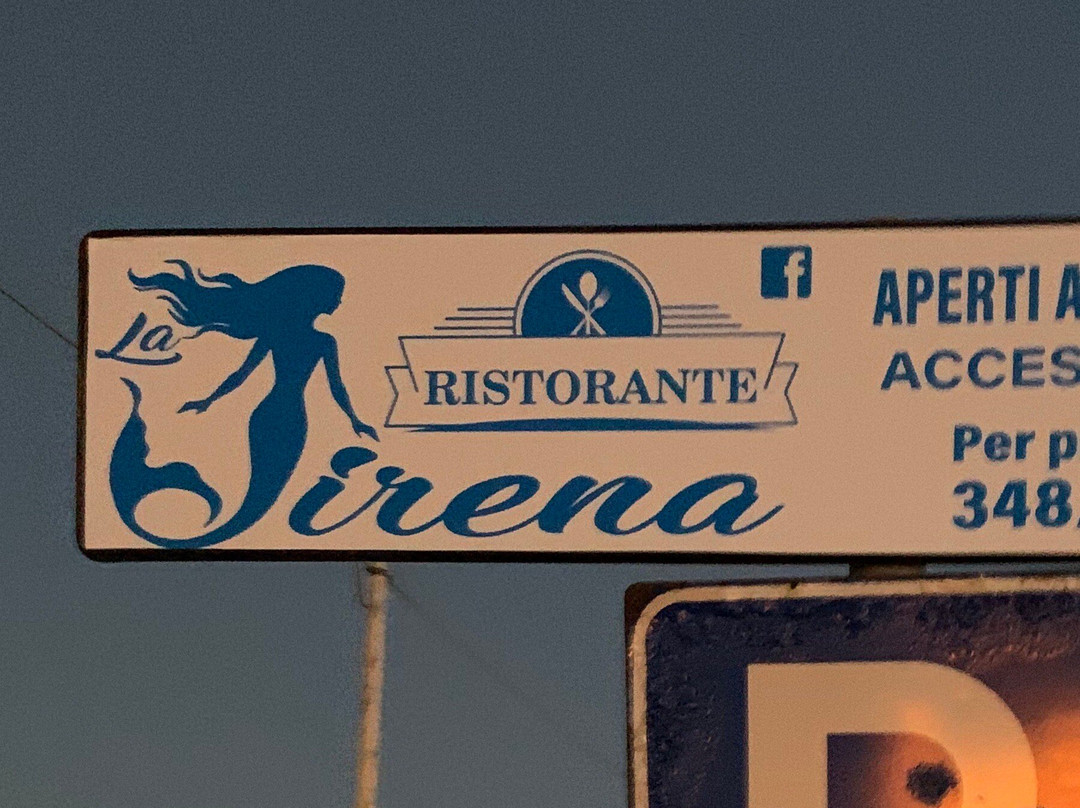 La
Sirena
RISTORANTE
f
APERTI A
ACCES
Per p
348
P